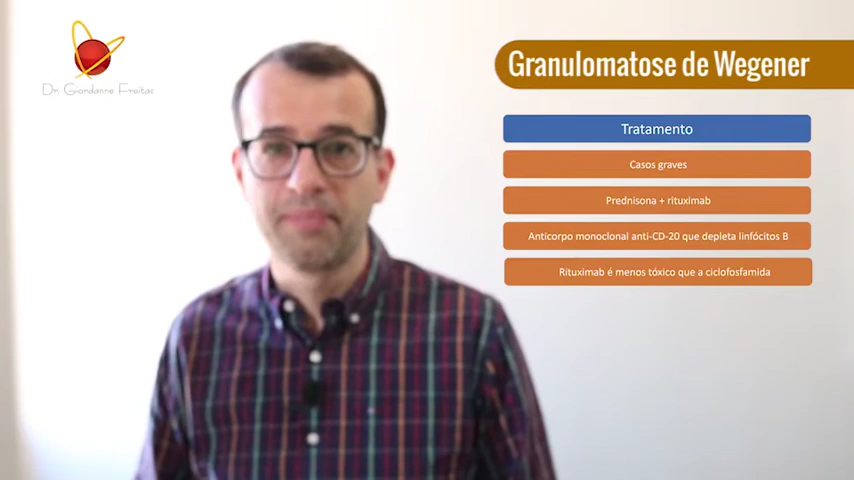 Dr. Giordanne Freitas
Granulomatose de Wegener
Tratamento
Casos graves
Prednisona + rituximab
Anticorpo monoclonal anti-CD-20 que depleta linfócitos B
Rituximab é menos tóxico que a ciclofosfamida